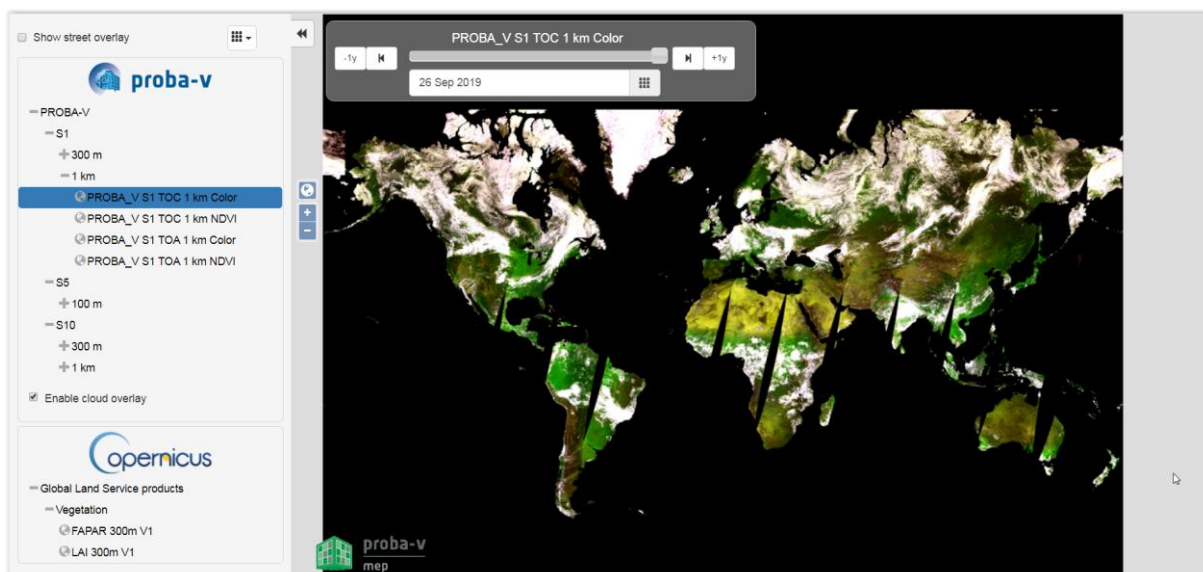 Show street overlay
proba-v
PROBA-V
S1
300 m
1 km
PROBA_V S1 TOC 1 km Color
PROBA_V S1 TOC 1 km NDVI
PROBA_V S1 TOA 1 km Color
PROBA_V S1 TOA 1 km NDVI
S5
100 m
S10
300 m
1 km
Enable cloud overlay
opernicus
Global Land Service products
Vegetation
FAPAR 300m V1
LAI 300m V1
PROBA_V S1 TOC 1 km Color
-1y
+1y
26 Sep 2019
proba-v
mep